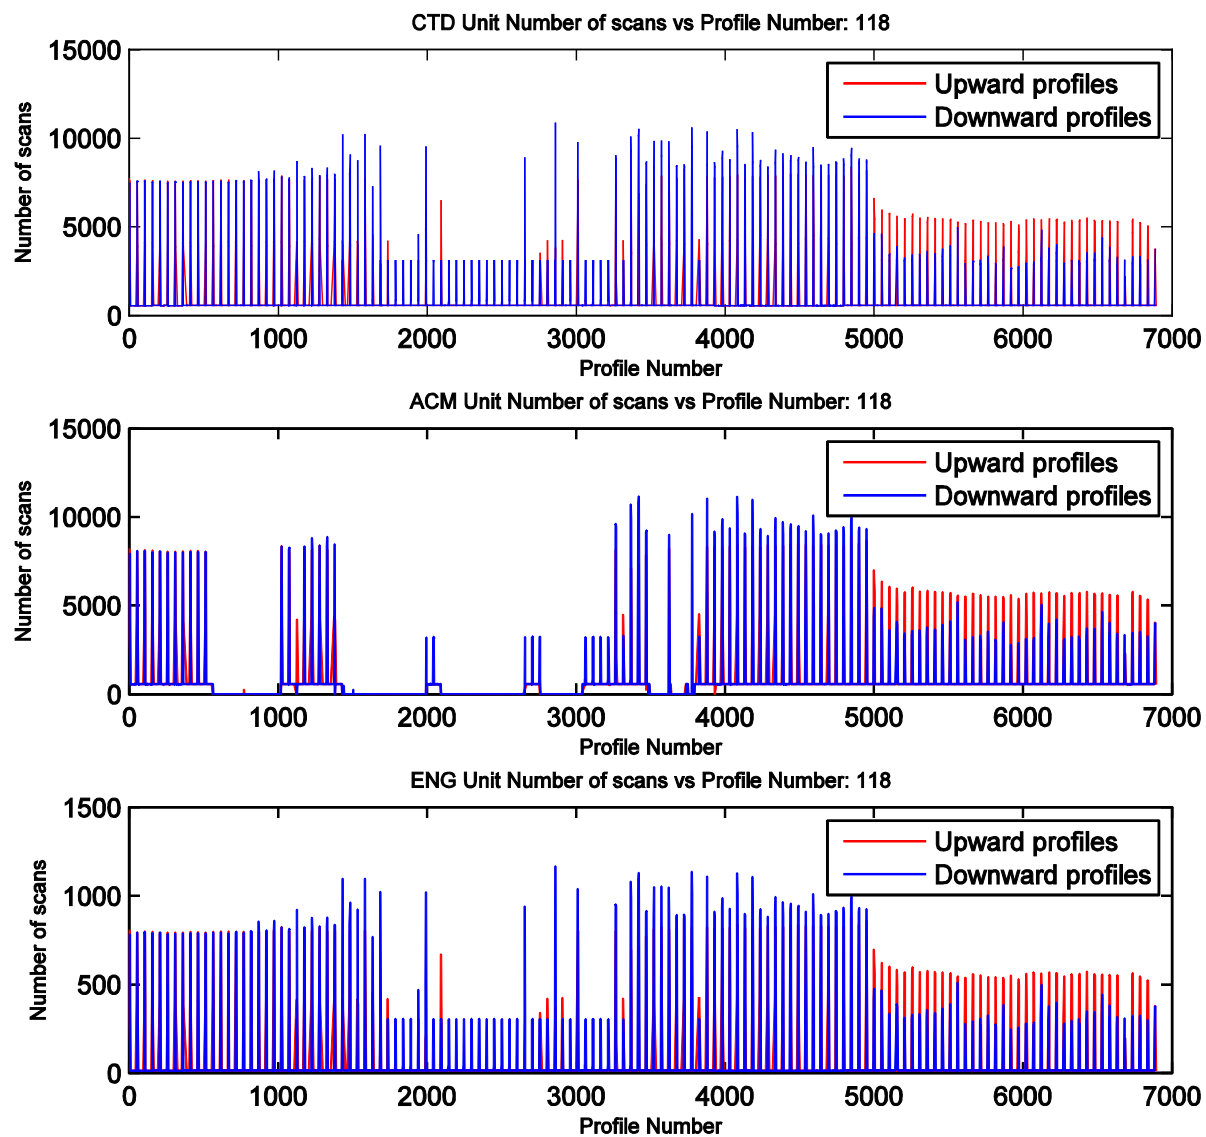 CTD Unit Number of scans vs Profile Number: 118
15000
10000
5000
0
Number of scans
Upward profiles
Downward profiles
0 1000 2000 3000 4000 5000 6000 7000
Profile Number
ACM Unit Number of scans vs Profile Number: 118
15000
10000
5000
0
Number of scans
Upward profiles
Downward profiles
0 1000 2000 3000 4000 5000 6000 7000
Profile Number
ENG Unit Number of scans vs Profile Number: 118
1500
1000
500
0
Number of scans
Upward profiles
Downward profiles
0 1000 2000 3000 4000 5000 6000 7000
Profile Number